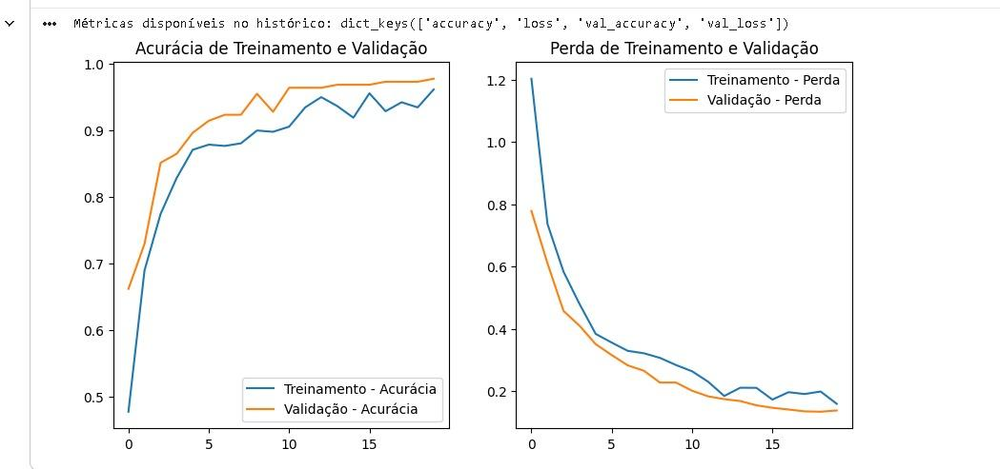 Métricas disponíveis no histórico: dict_keys(['accuracy', 'loss', 'val_accuracy', 'val_loss'])
Acurácia de Treinamento e Validação
1.0
0.9
0.8
0.7
0.6
0.5
Treinamento - Acurácia
Validação - Acurácia
0 5 10 15
Perda de Treinamento e Validação
1.2
1.0
0.8
0.6
0.4
0.2
Treinamento - Perda
Validação - Perda
0 5 10 15